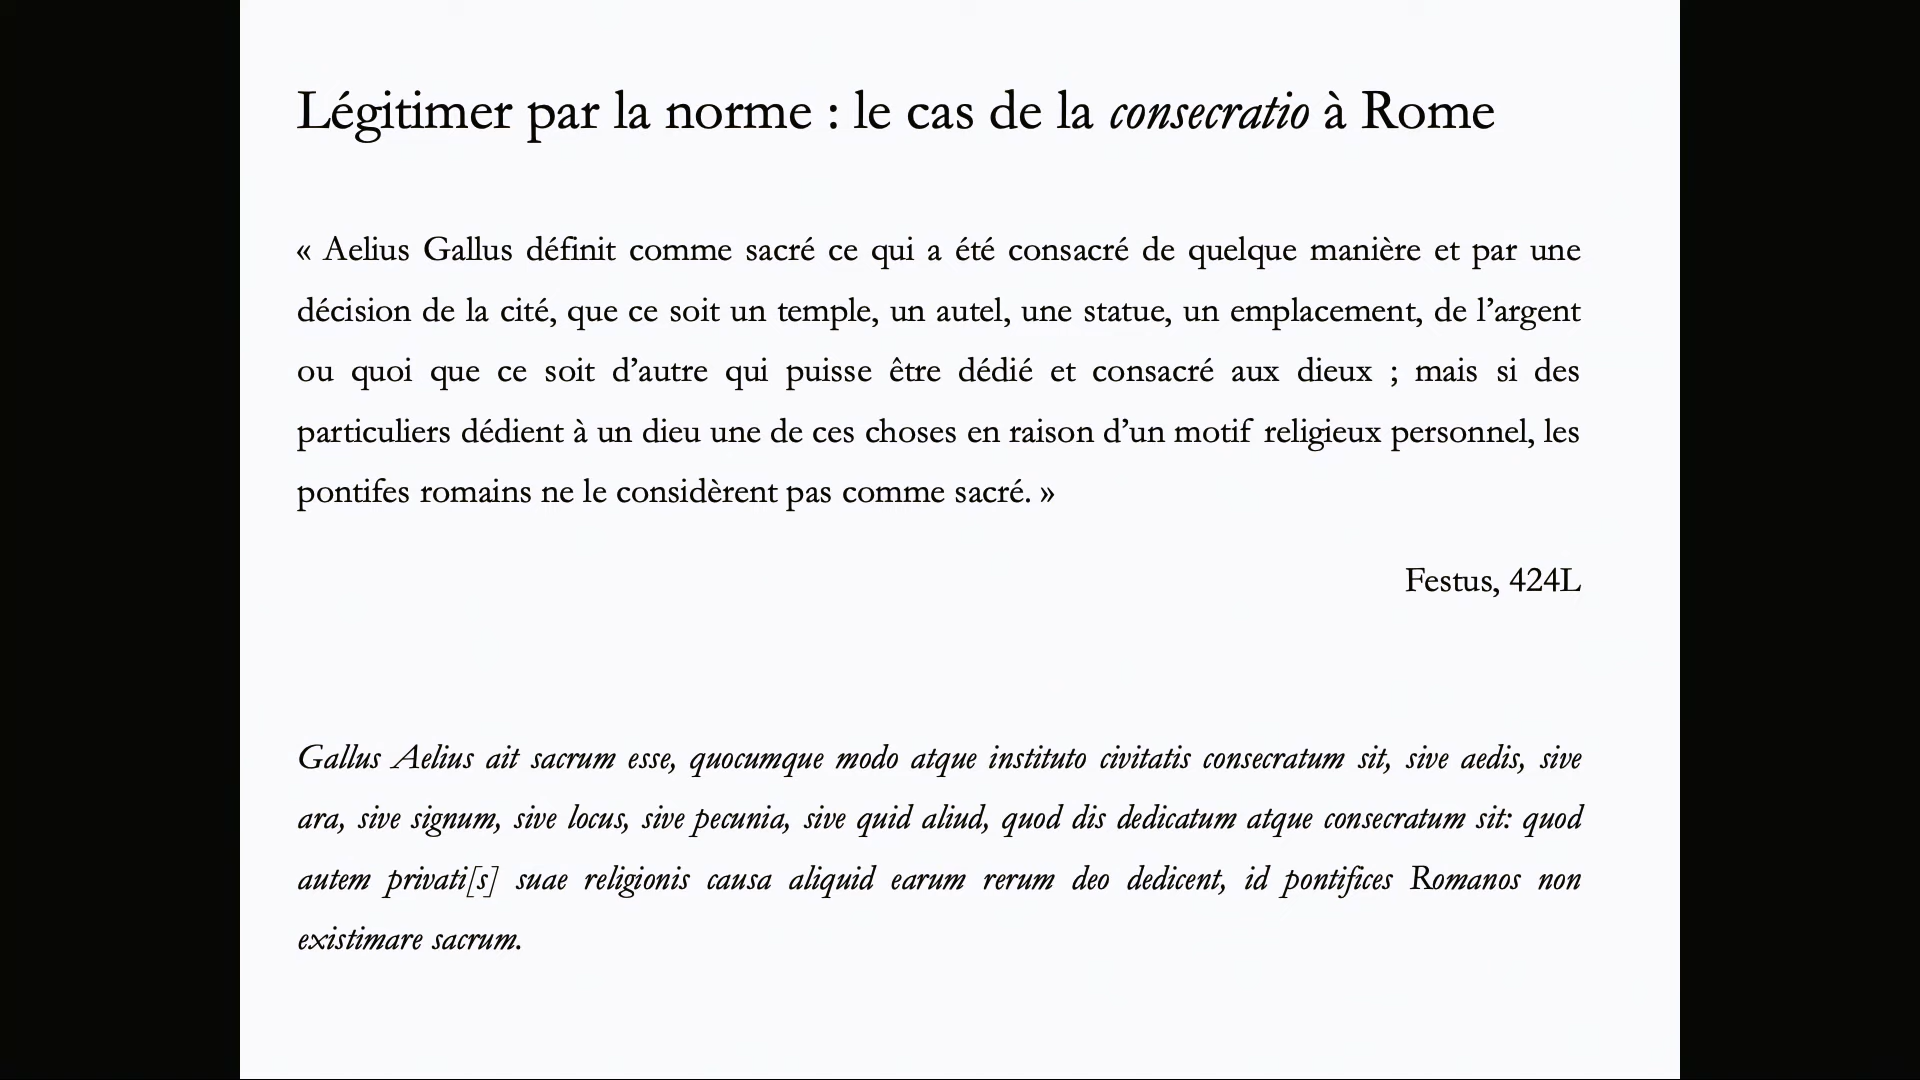 Légitimer par la norme : le cas de la consecratio à Rome
« Aelius Gallus définit comme sacré ce qui a été consacré de quelque manière et par une
décision de la cité, que ce soit un temple, un autel, une statue, un emplacement, de l’argent
ou quoi que ce soit d’autre qui puisse être dédié et consacré aux dieux ; mais si des
particuliers dédient à un dieu une de ces choses en raison d’un motif religieux personnel, les
pontifes romains ne le considèrent pas comme sacré. »
Festus, 424L
Gallus Aelius ait sacrum esse, quocumque modo atque instituto civitatis consecratum sit, sive aedis, sive
ara, sive signum, sive locus, sive pecunia, sive quid aliud, quod dis dedicatum atque consecratum sit: quod
autem privati[s] suae religionis causa aliquid earum rerum deo dedicent, id pontifices Romanos non
existimare sacrum.